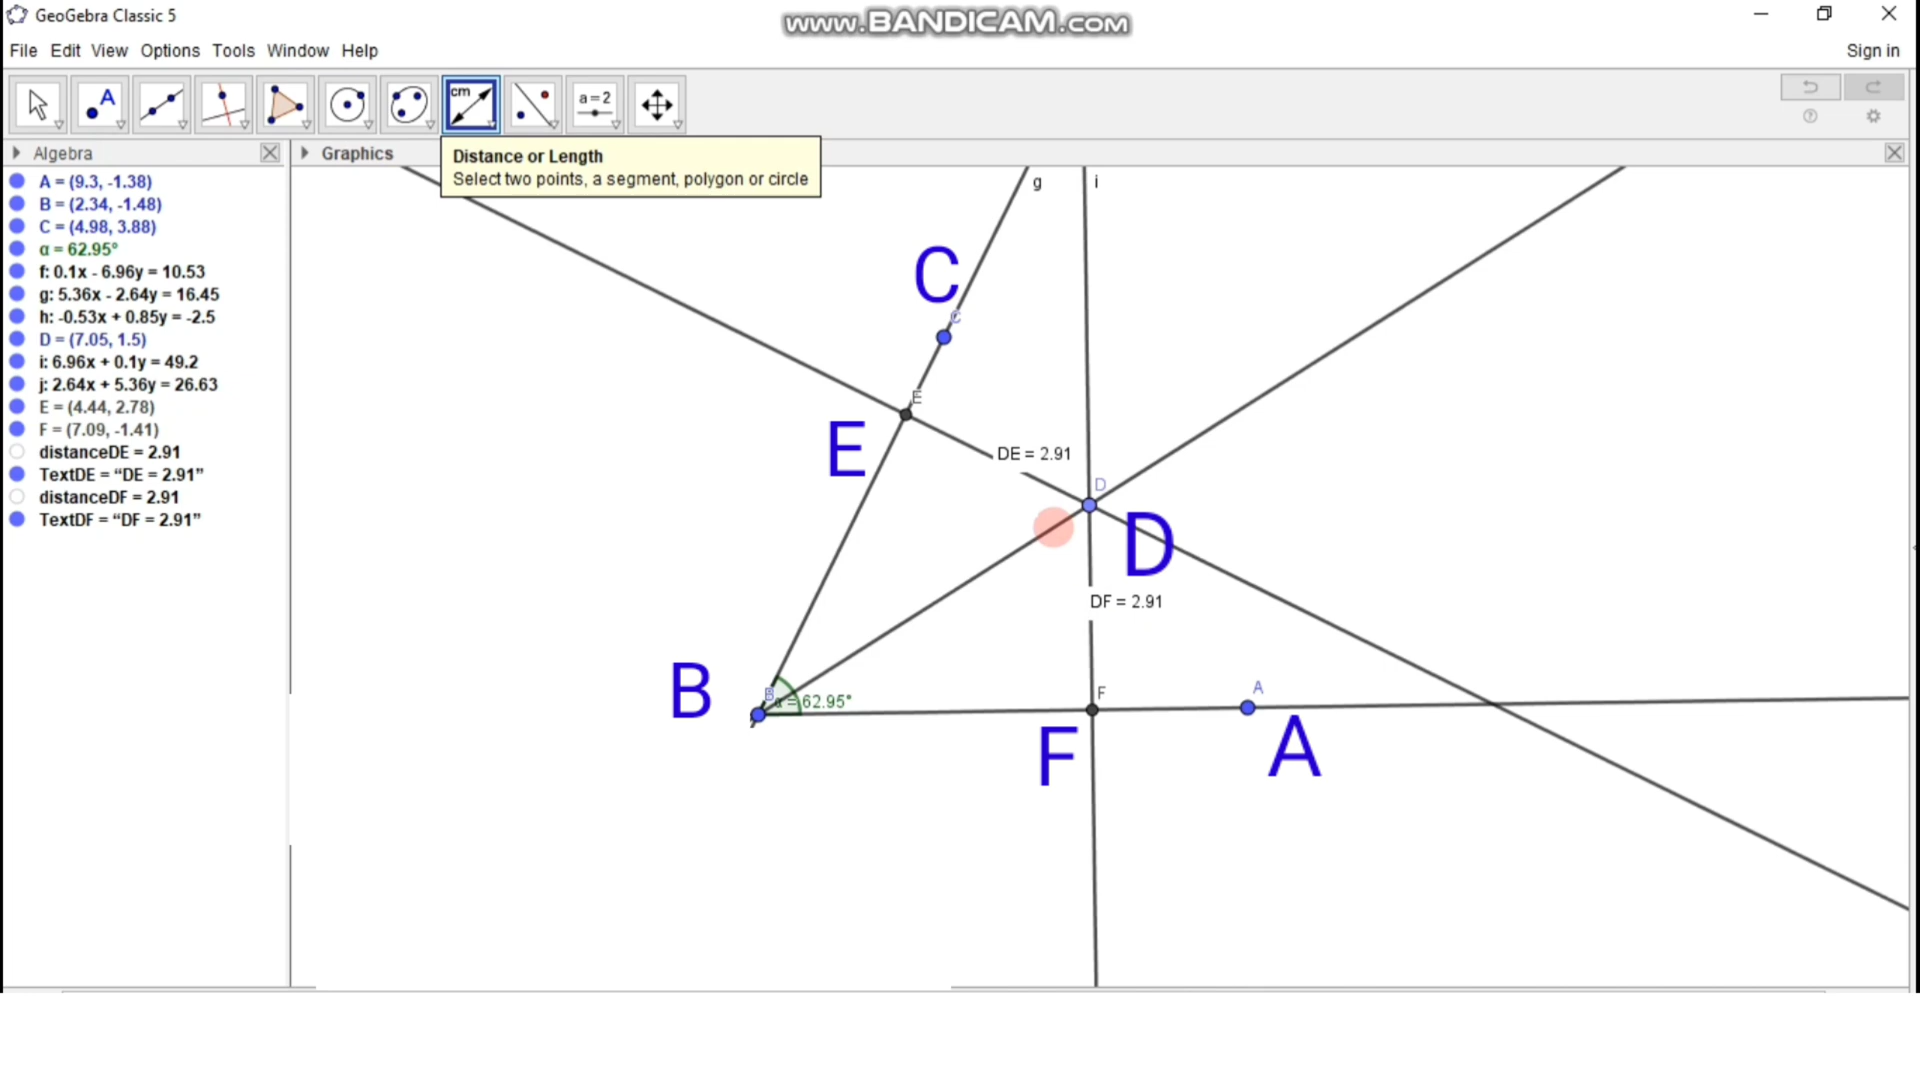 GeoGebra Classic 5
www.BANDICAM.com
File Edit View Options Tools Window Help
Sign in
A
cm
a=2
Algebra
Graphics
Distance or Length
Select two points, a segment, polygon or circle
A = (9.3, -1.38)
B = (2.34, -1.48)
C = (4.98, 3.88)
α = 62.95°
f: 0.1x - 6.96y = 10.53
g: 5.36x - 2.64y = 16.45
h: -0.53x + 0.85y = -2.5
D = (7.05, 1.5)
i: 6.96x + 0.1y = 49.2
j: 2.64x + 5.36y = 26.63
E = (4.44, 2.78)
F = (7.09, -1.41)
distanceDE = 2.91
TextDE = “DE = 2.91”
distanceDF = 2.91
TextDF = “DF = 2.91”
g
i
C
C
E
E
DE = 2.91
D
D
DF = 2.91
B
B
α = 62.95°
F
F
A
A